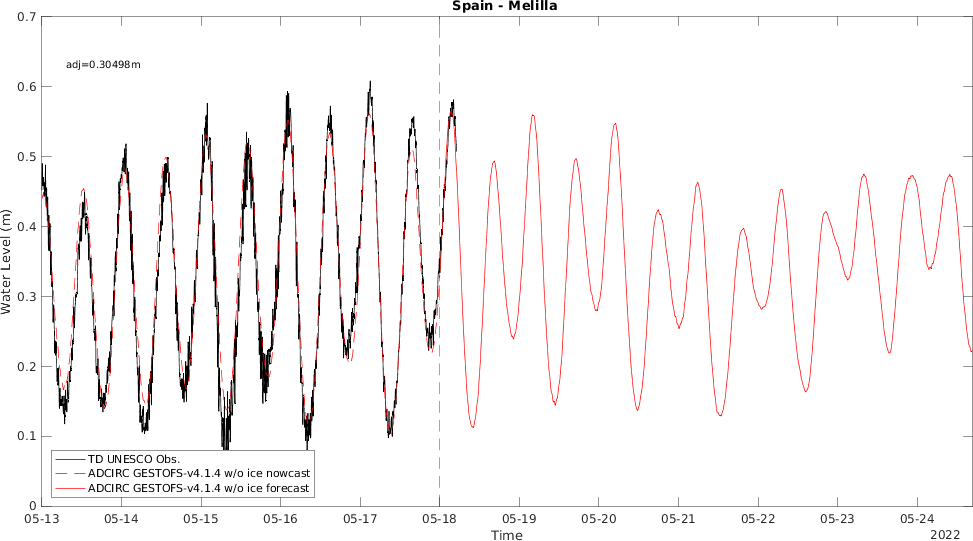 Spain - Melilla
0.7
adj=0.30498m
0.6
0.5
0.4
0.3
0.2
0.1
0
Water Level (m)
TD UNESCO Obs.
ADCIRC GESTOFS-v4.1.4 w/o ice nowcast
ADCIRC GESTOFS-v4.1.4 w/o ice forecast
05-13 05-14 05-15 05-16 05-17 05-18 05-19 05-20 05-21 05-22 05-23 05-24
Time
2022